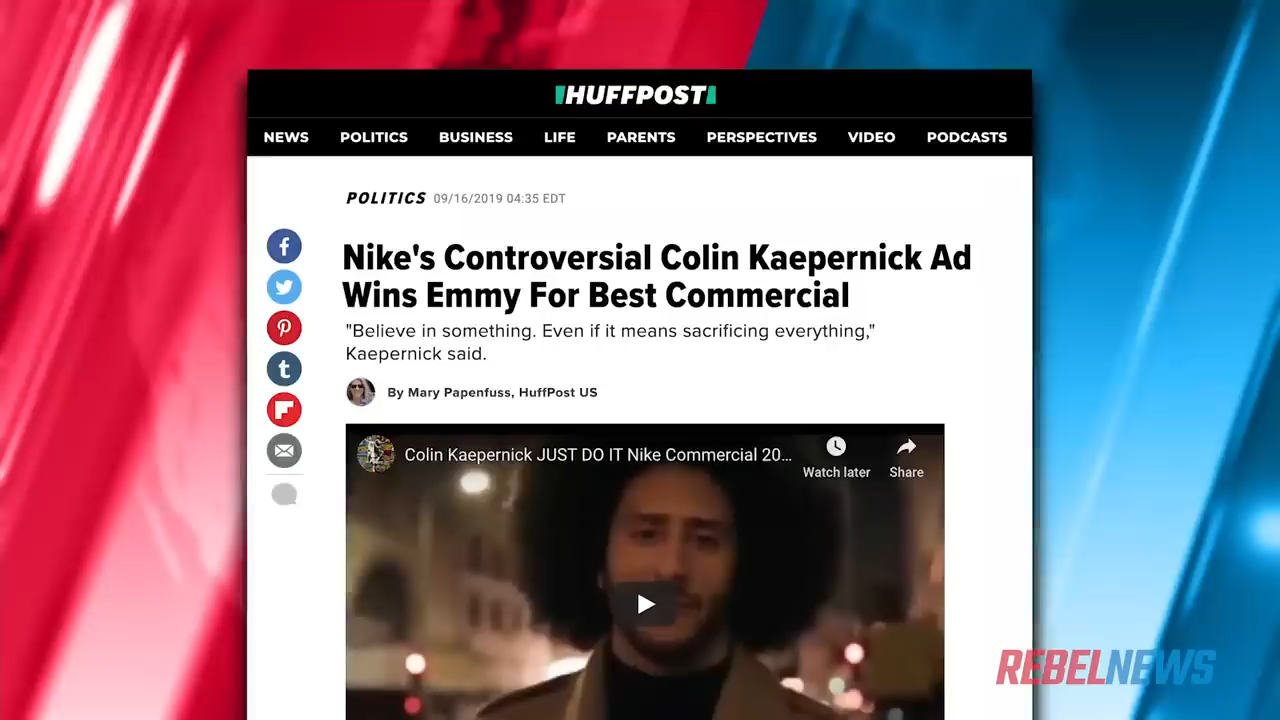 HUFFPOST
NEWS POLITICS BUSINESS LIFE PARENTS PERSPECTIVES VIDEO PODCASTS
POLITICS 09/16/2019 04:35 EDT
Nike's Controversial Colin Kaepernick Ad
Wins Emmy For Best Commercial
"Believe in something. Even if it means sacrificing everything,"
Kaepernick said.
By Mary Papenfuss, HuffPost US
Colin Kaepernick JUST DO IT Nike Commercial 20...
Watch later Share
REBELNEWS